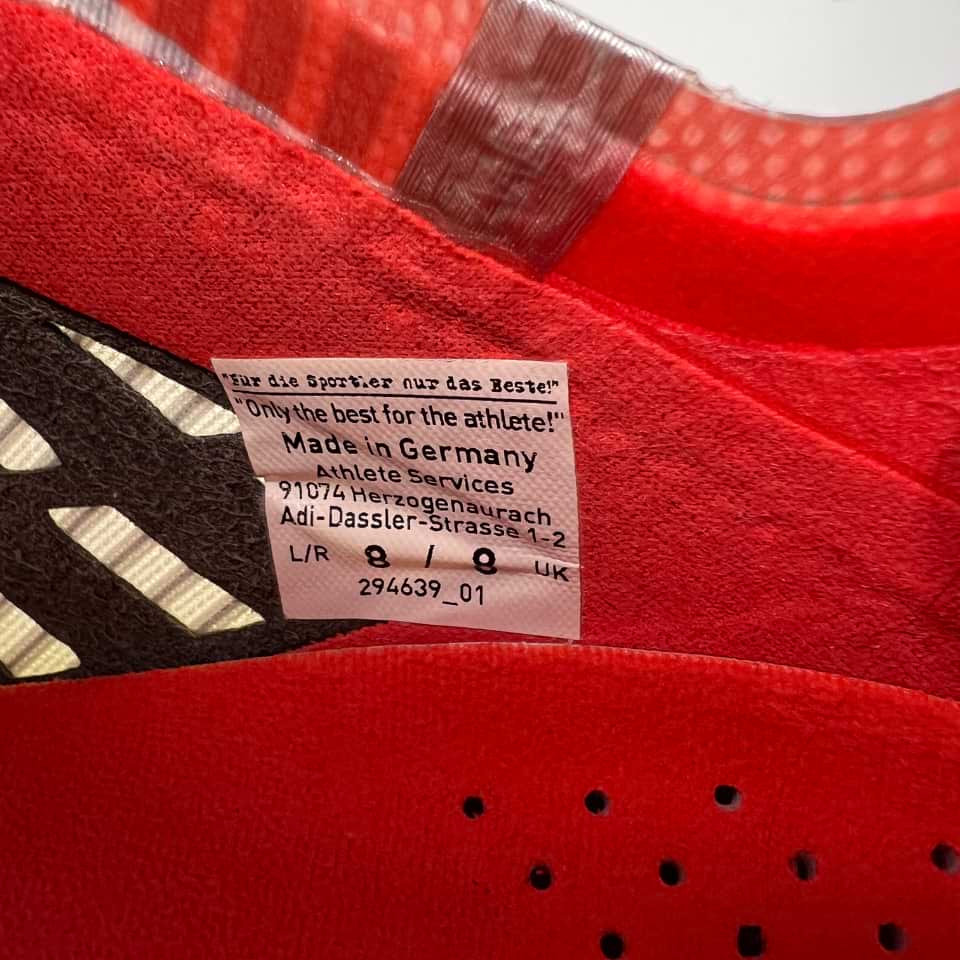 "Für die Sportler nur das Beste!"
"Only the best for the athlete!"
Made in Germany
Athlete Services
91074 Herzogenaurach
Adi-Dassler-Strasse 1-2
L/R 8 / 8 UK
294639_01